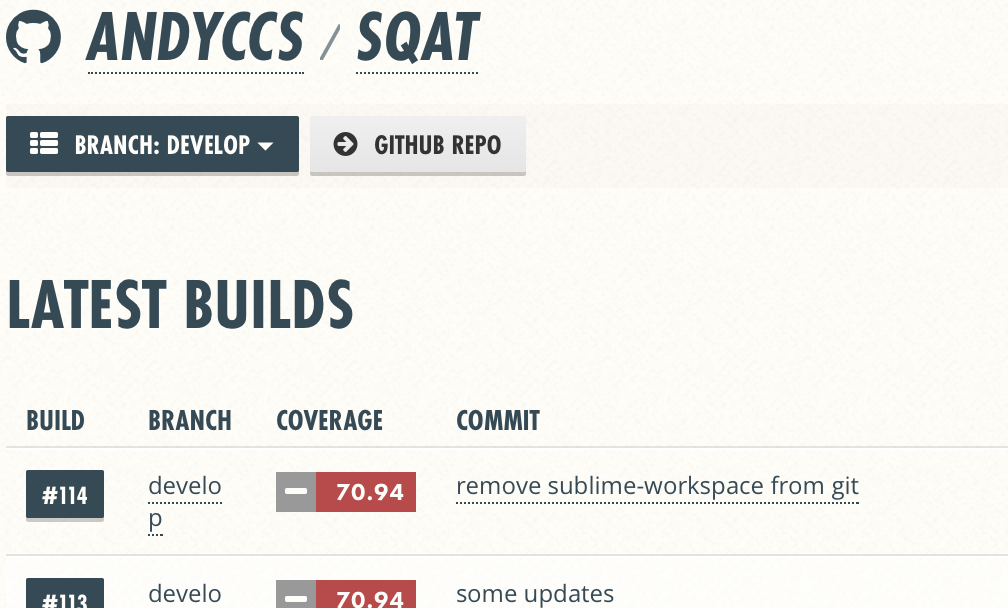 ANDYCCS / SQAT
BRANCH: DEVELOP
GITHUB REPO
LATEST BUILDS
BUILD BRANCH COVERAGE COMMIT
#114 develo 70.94 remove sublime-workspace from git
p
#113 develo 70.94 some updates